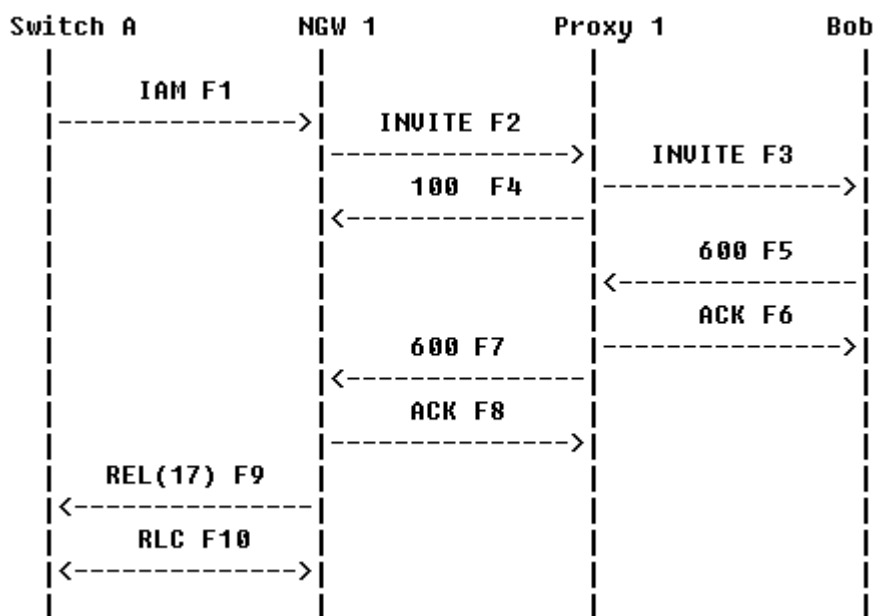 Switch A NGW 1 Proxy 1 Bob
IAM F1
INVITE F2
INVITE F3
100 F4
600 F5
ACK F6
600 F7
ACK F8
REL(17) F9
RLC F10